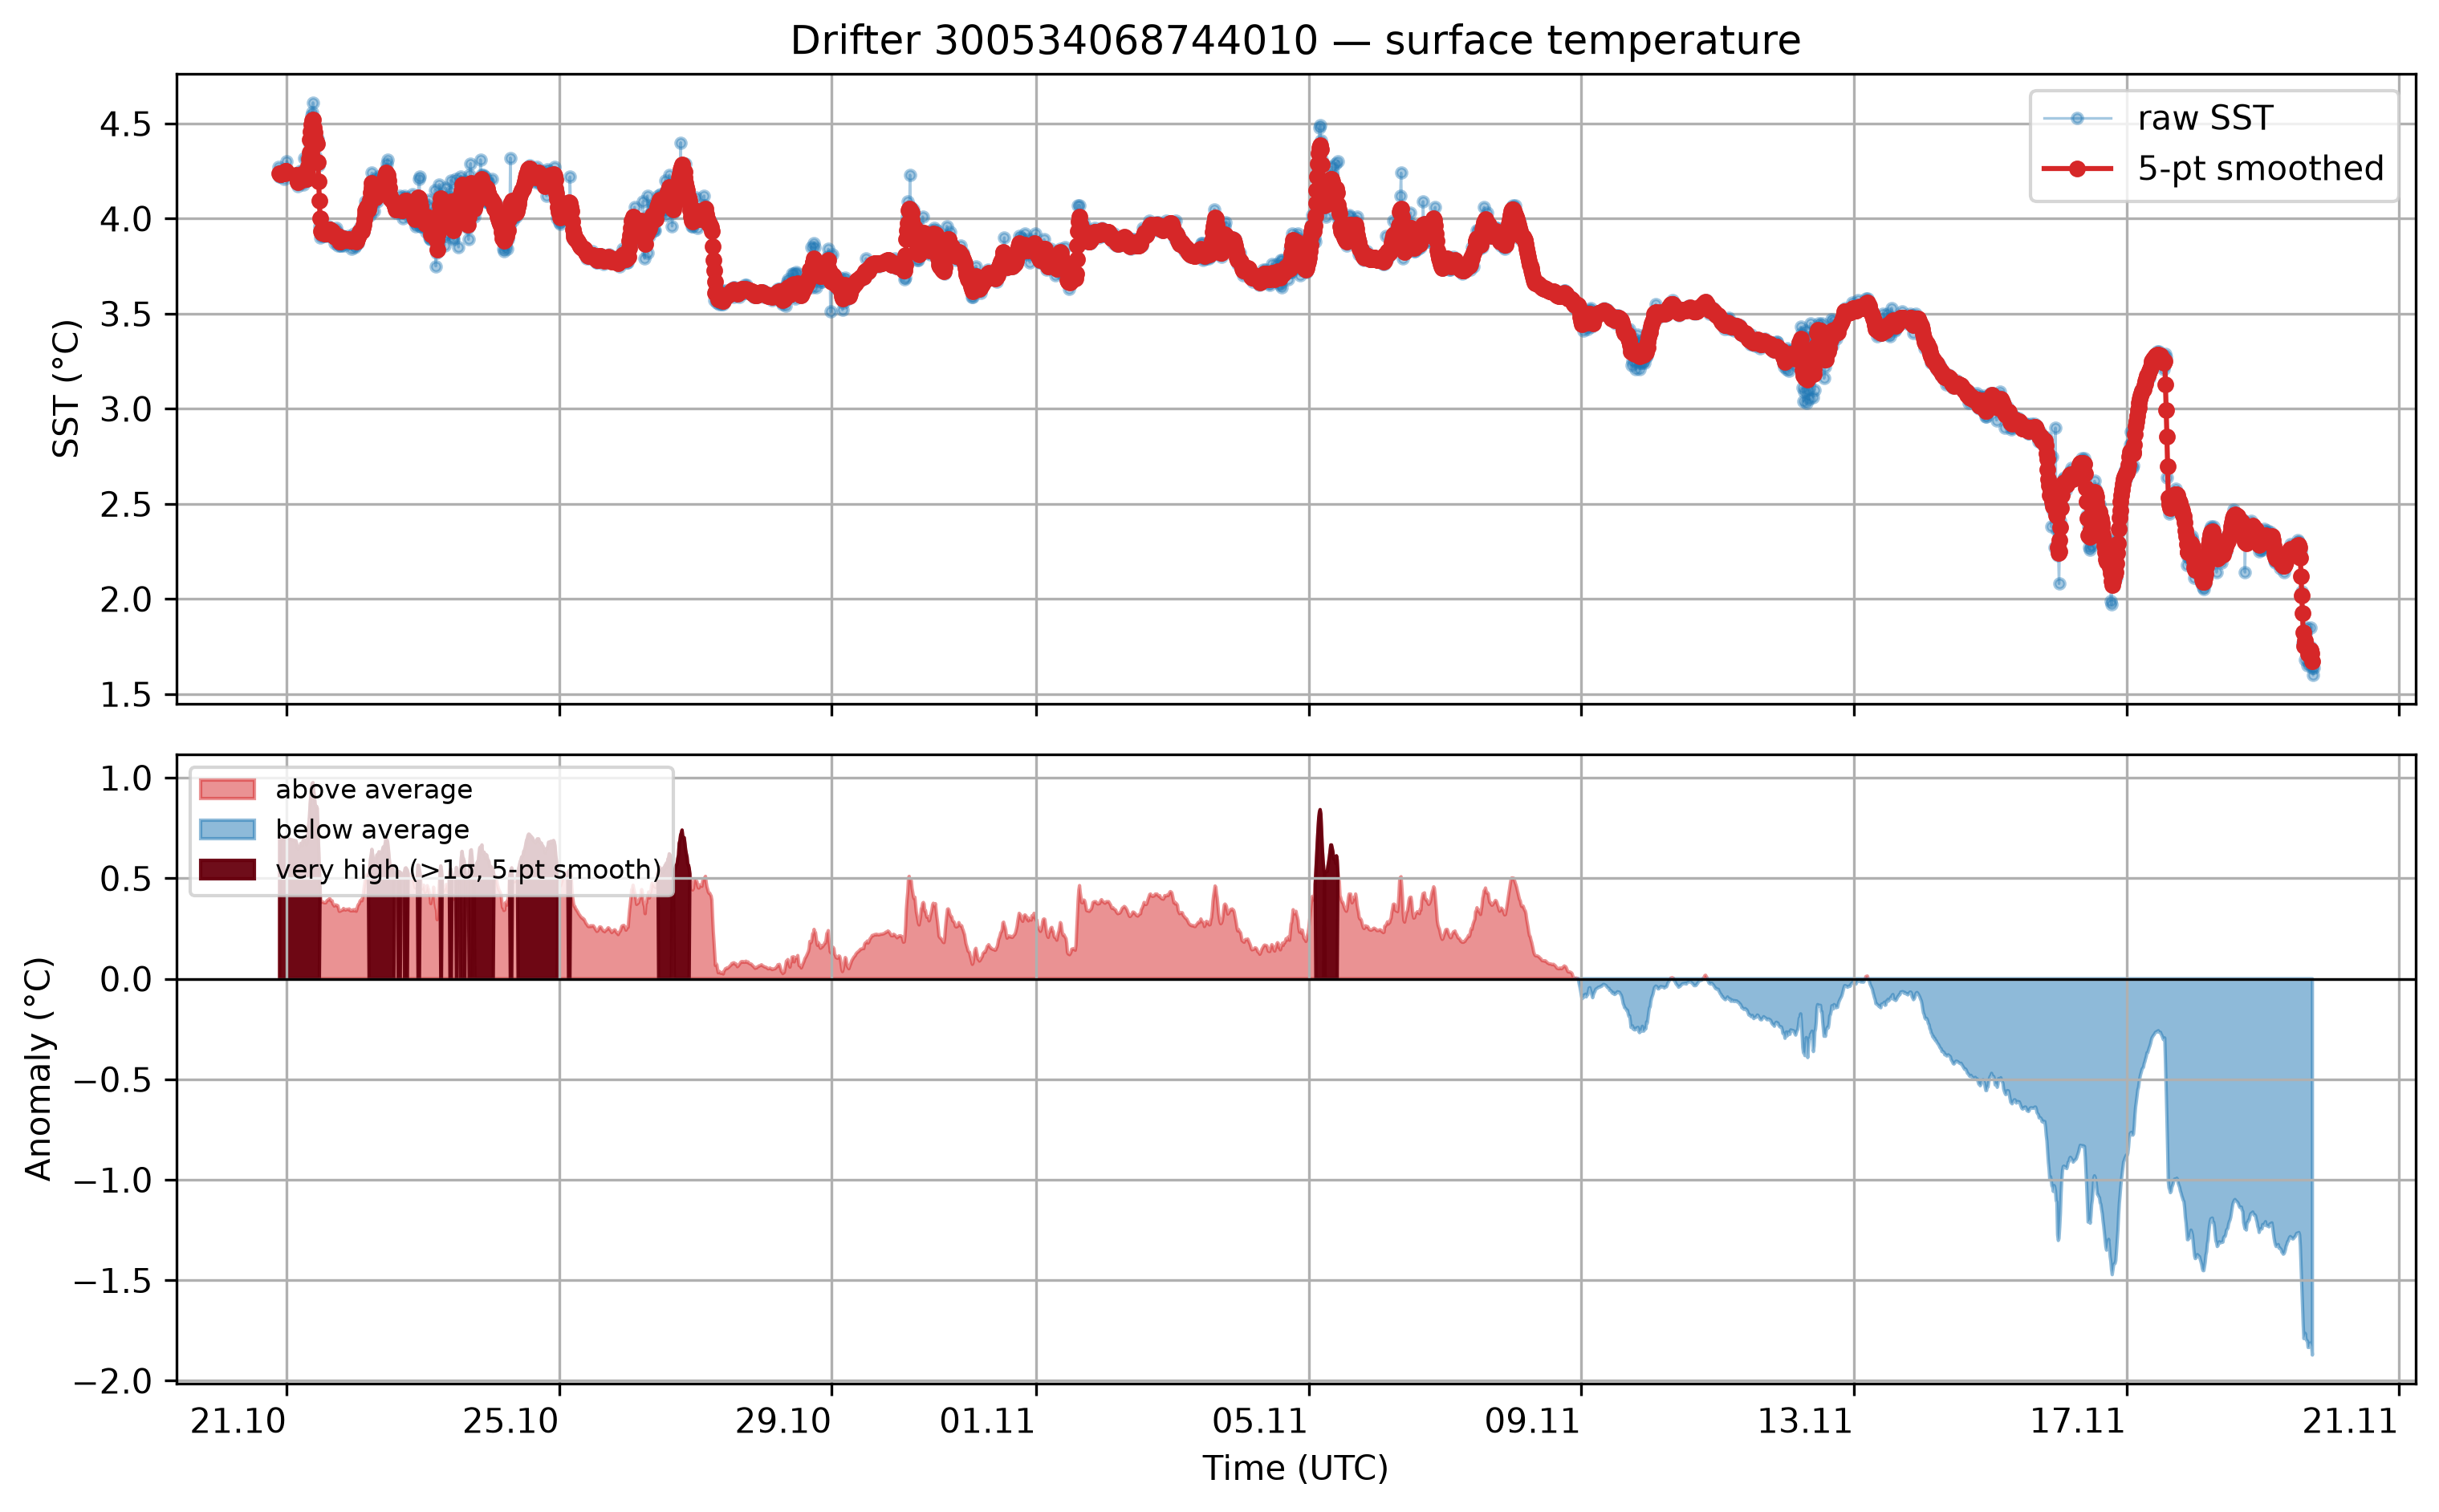 Drifter 300534068744010 — surface temperature
4.5
4.0
3.5
3.0
2.5
2.0
1.5
SST (°C)
raw SST
5-pt smoothed
1.0
0.5
0.0
−0.5
−1.0
−1.5
−2.0
Anomaly (°C)
above average
below average
very high (>1σ, 5-pt smooth)
21.10 25.10 29.10 01.11 05.11 09.11 13.11 17.11 21.11
Time (UTC)